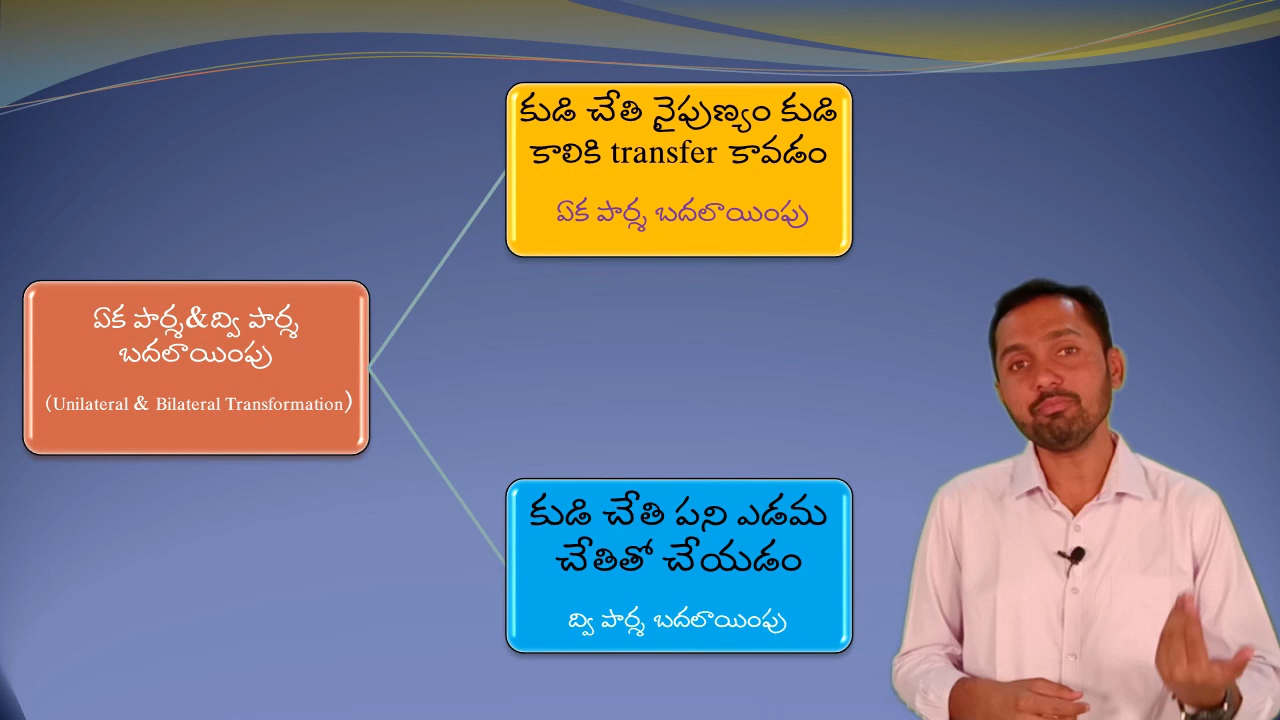 ఏక పార్శ్వ&ద్వి పార్శ్వ
బదలాయింపు
(Unilateral & Bilateral Transformation)
కుడి చేతి నైపుణ్యం కుడి
కాలికి transfer కావడం
ఏక పార్శ్వ బదలాయింపు
కుడి చేతి పని ఎడమ
చేతితో చేయడం
ద్వి పార్శ్వ బదలాయింపు